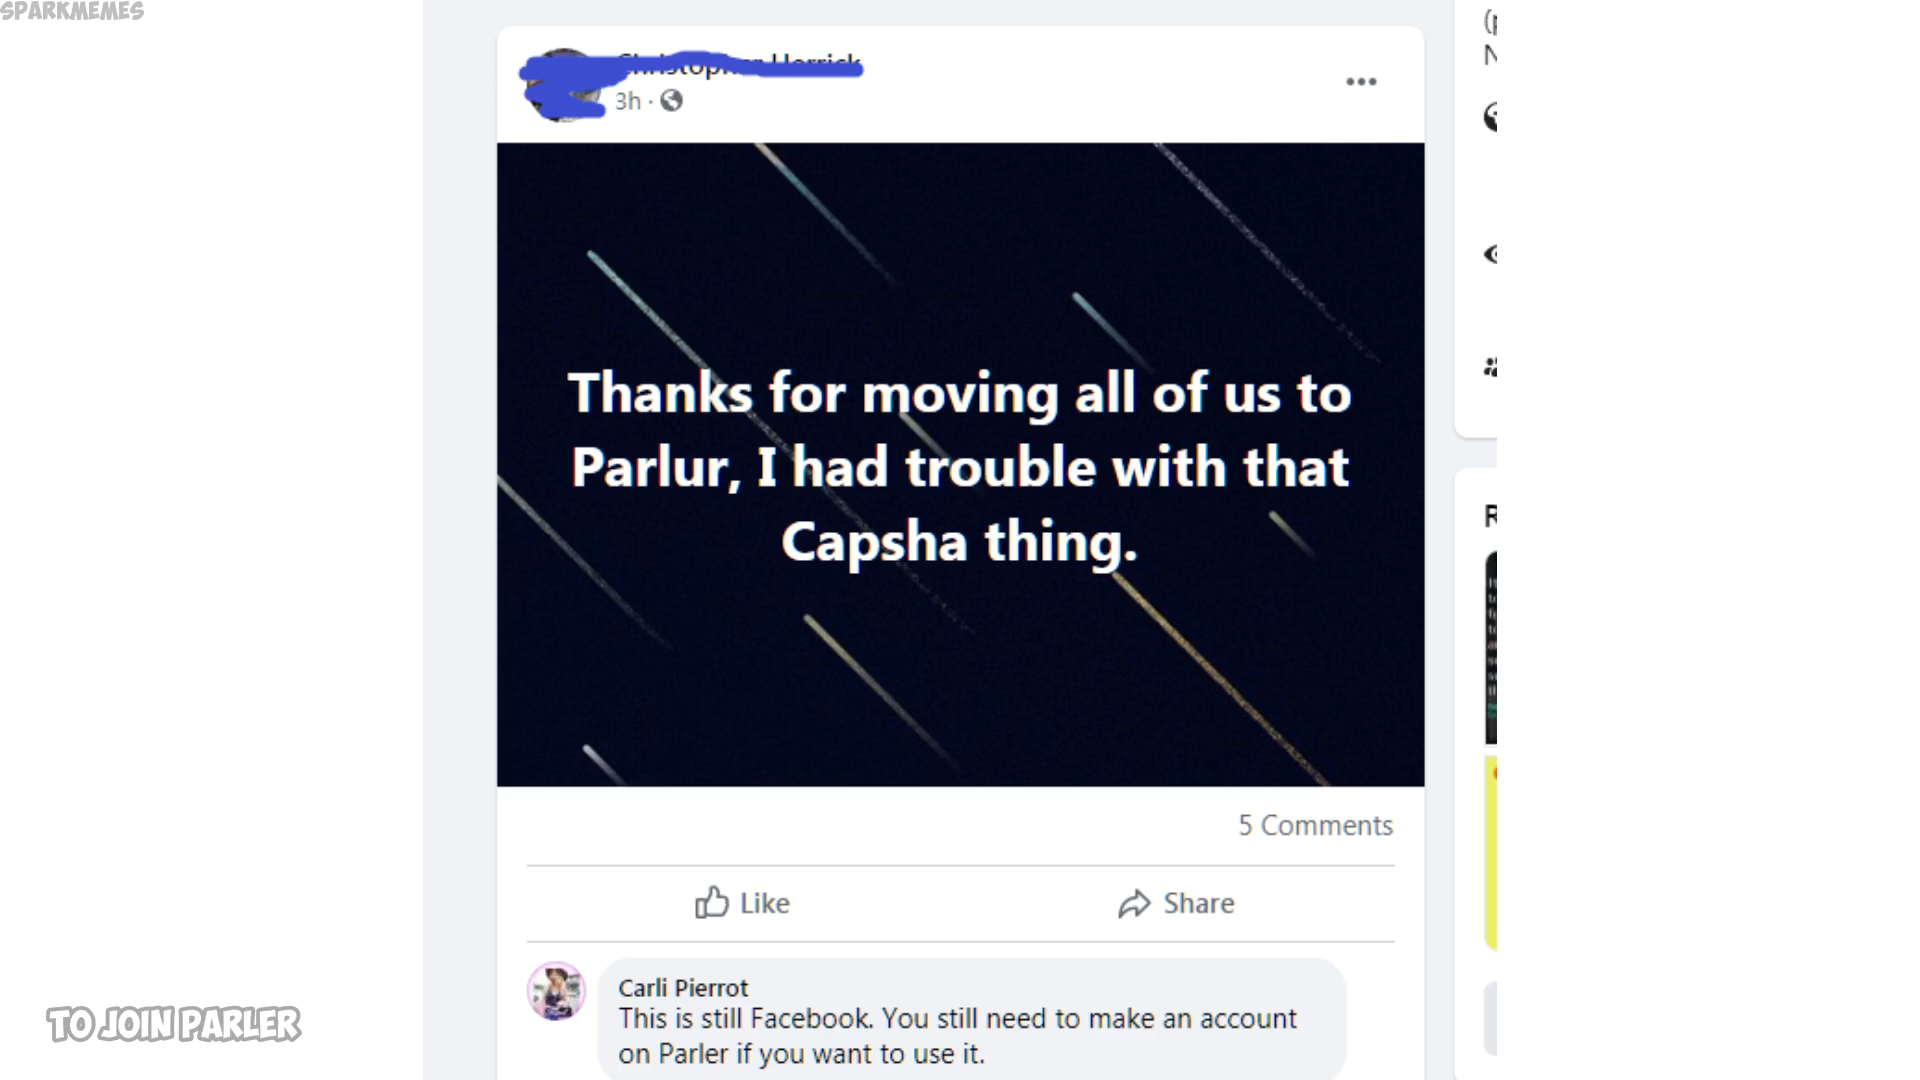 SPARKMEMES
3h ·
Thanks for moving all of us to
Parlur, I had trouble with that
Capsha thing.
5 Comments
Like
Share
Carli Pierrot
This is still Facebook. You still need to make an account
on Parler if you want to use it.
TO JOIN PARLER